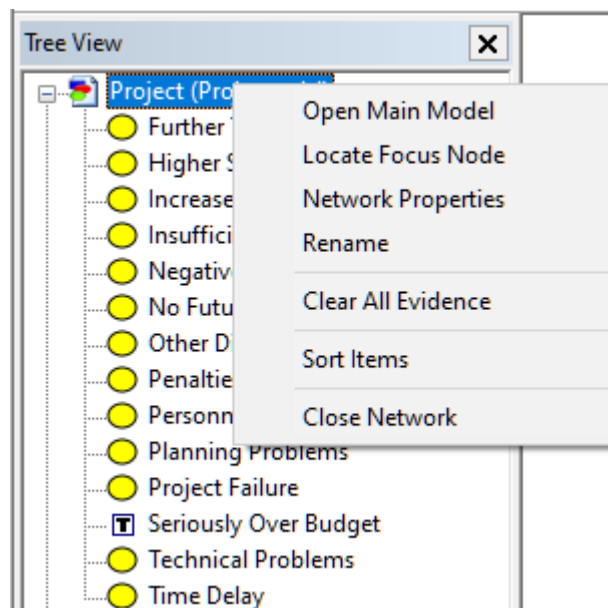 Tree View
Project (Pro
Further
Higher
Increase
Insuffici
Negativ
No Futu
Other D
Penaltie
Personn
Planning Problems
Project Failure
T Seriously Over Budget
Technical Problems
Time Delay
Open Main Model
Locate Focus Node
Network Properties
Rename
Clear All Evidence
Sort Items
Close Network